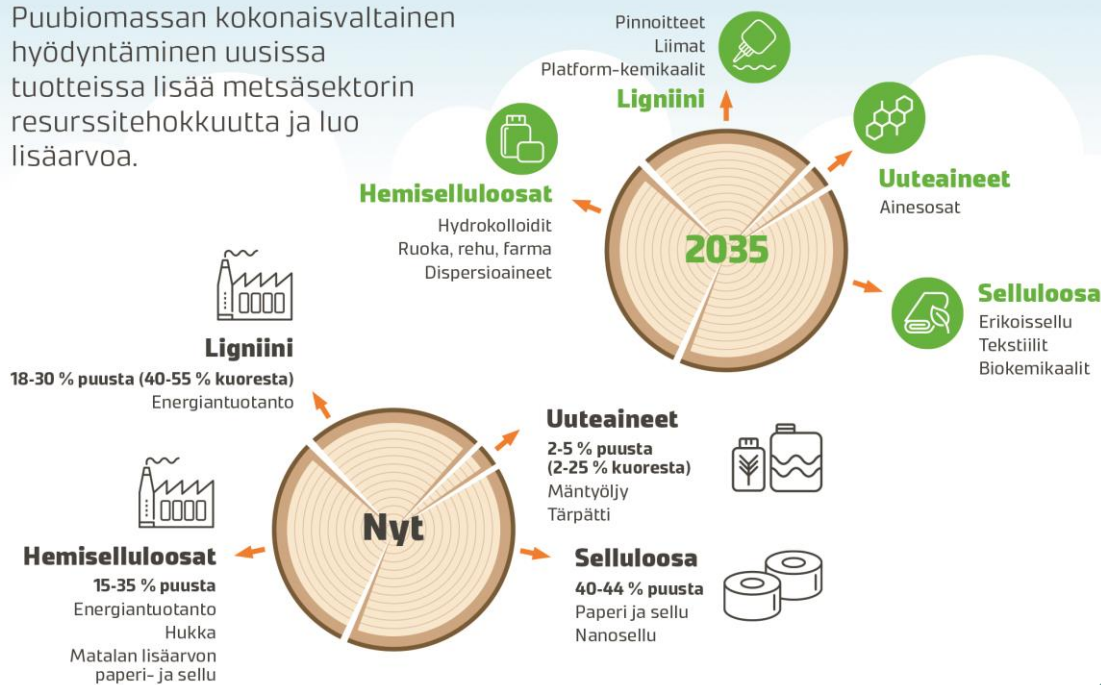 Puubiomassan kokonaisvaltainen
hyödyntäminen uusissa
tuotteissa lisää metsäsektorin
resurssitehokkuutta ja luo
lisäarvoa.
Pinnoitteet
Liimat
Platform-kemikaalit
Ligniini
Hemiselluloosat
Hydrokolloidit
Ruoka, rehu, farma
Dispersioaineet
2035
Uuteaineet
Ainesosat
Selluloosa
Erikoissellu
Tekstiilit
Biokemikaalit
Ligniini
18-30 % puusta (40-55 % kuoresta)
Energiantuotanto
Hemiselluloosat
15-35 % puusta
Energiantuotanto
Hukka
Matalan lisäarvon
paperi- ja sellu
Nyt
Uuteaineet
2-5 % puusta
(2-25 % kuoresta)
Mäntyöljy
Tärpätti
Selluloosa
40-44 % puusta
Paperi ja sellu
Nanosellu